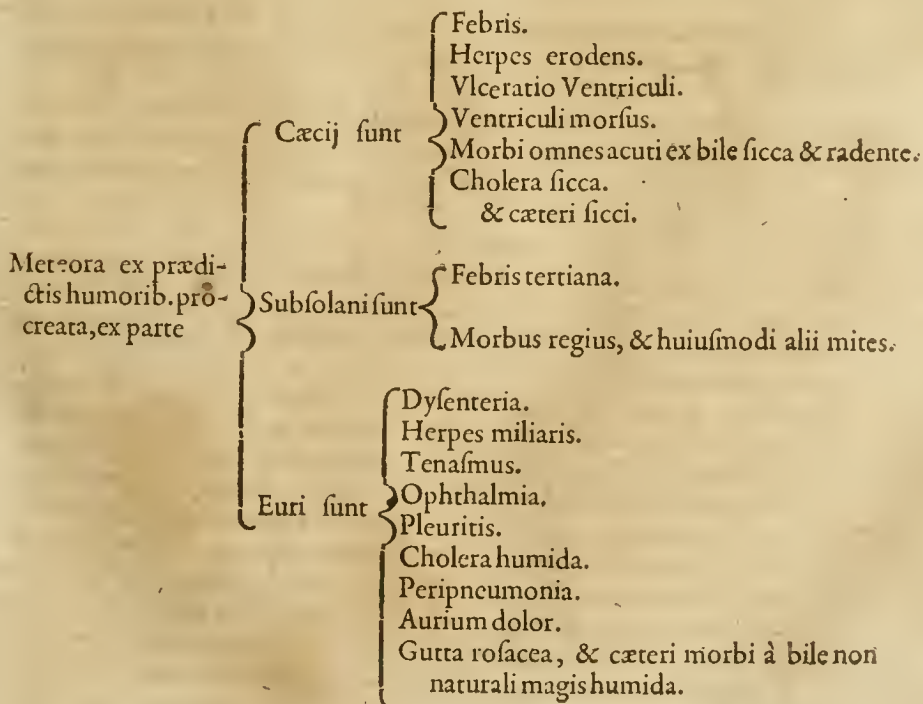 Meteora ex prædi-
ctis humorib. pro-
creata, ex parte
Cæcij ſunt
Febris.
Herpes erodens.
Vlceratio Ventriculi.
Ventriculi morſus.
Morbi omnes acuti ex bile ſicca & radente.
Cholera ſicca.
& cæteri ſicci.
Subſolani ſunt
Febris tertiana.
Morbus regius, & huiuſmodi alii mites.
Euri ſunt
Dyſenteria.
Herpes miliaris.
Tenaſmus.
Ophthalmia.
Pleuritis.
Cholera humida.
Peripneumonia.
Aurium dolor.
Gutta roſacea, & cæteri morbi à bile non
naturali magis humida.